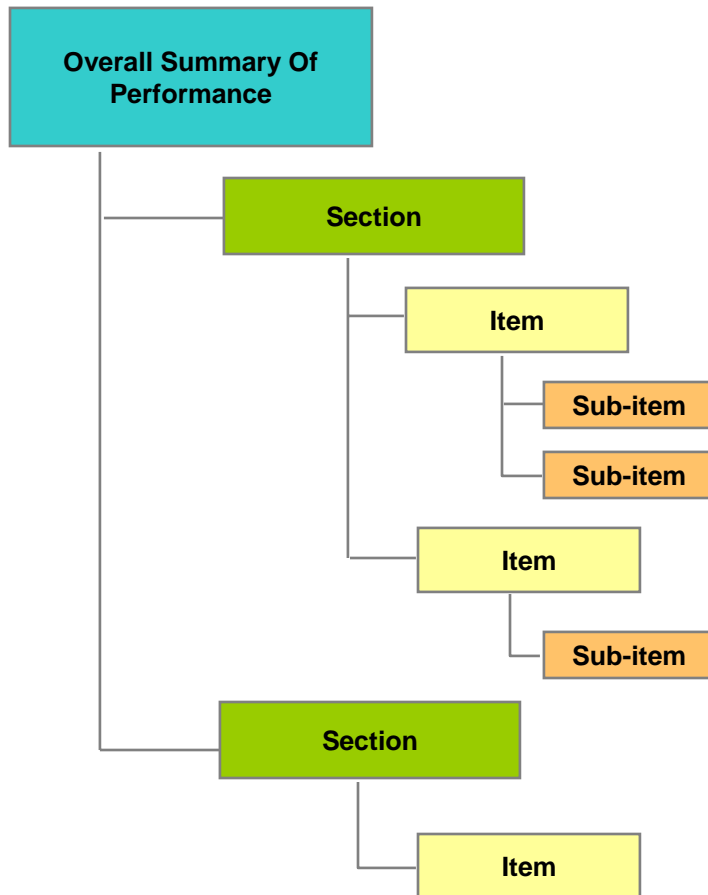 Overall Summary Of
Performance
Section
Item
Sub-item
Sub-item
Item
Sub-item
Section
Item